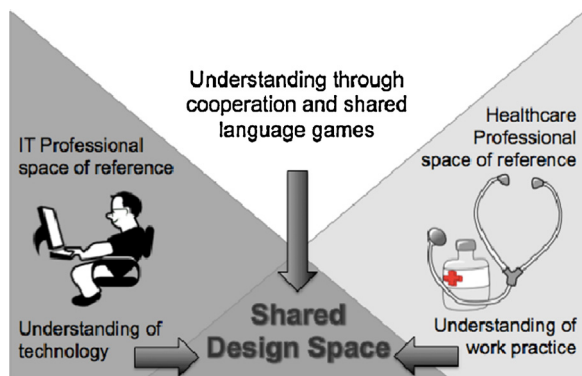 Understanding through
cooperation and shared
language games
IT Professional
space of reference
Healthcare
Professional
space of reference
Understanding of
technology
Shared
Design Space
Understanding of
work practice